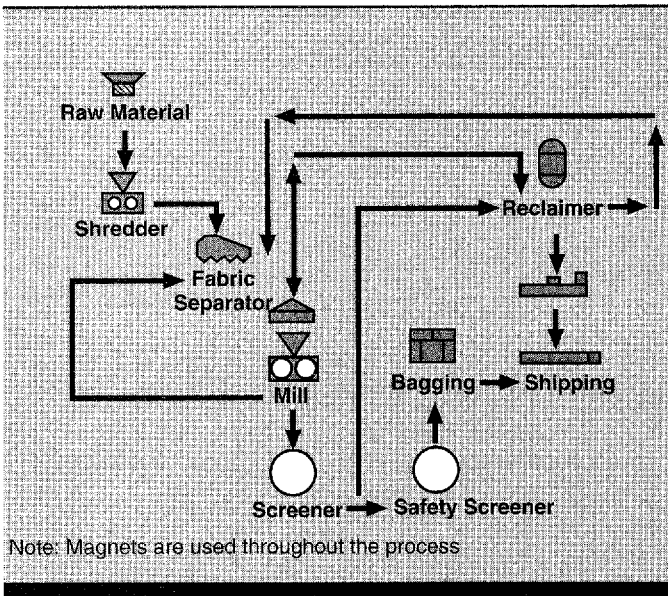 Raw Material
Shredder
Reclaimer
Fabric
Separator
Bagging
Shipping
Mill
Screener
Safety Screener
Note: Magnets are used throughout the process